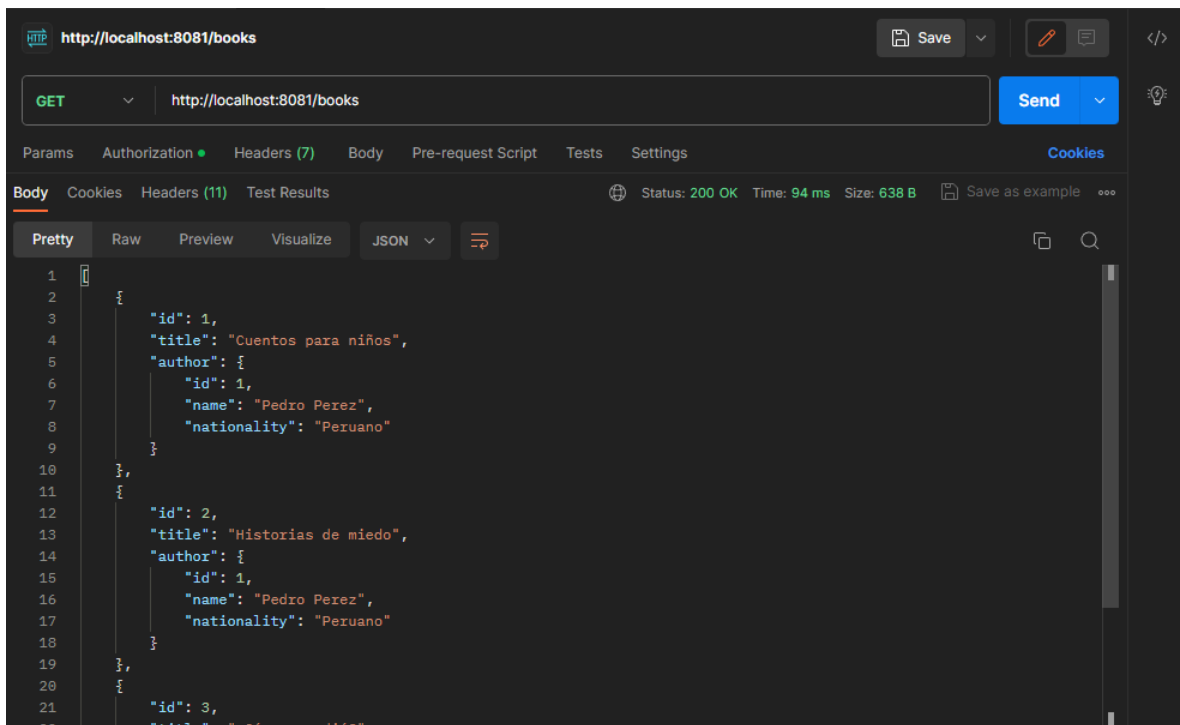 HTTP http://localhost:8081/books Save
GET http://localhost:8081/books Send
Params Authorization Headers (7) Body Pre-request Script Tests Settings Cookies
Body Cookies Headers (11) Test Results Status: 200 OK Time: 94 ms Size: 638 B Save as example
Pretty Raw Preview Visualize JSON
1 [
2 {
3 "id": 1,
4 "title": "Cuentos para niños",
5 "author": {
6 "id": 1,
7 "name": "Pedro Perez",
8 "nationality": "Peruano"
9 }
10 },
11 {
12 "id": 2,
13 "title": "Historias de miedo",
14 "author": {
15 "id": 1,
16 "name": "Pedro Perez",
17 "nationality": "Peruano"
18 }
19 },
20 {
21 "id": 3,